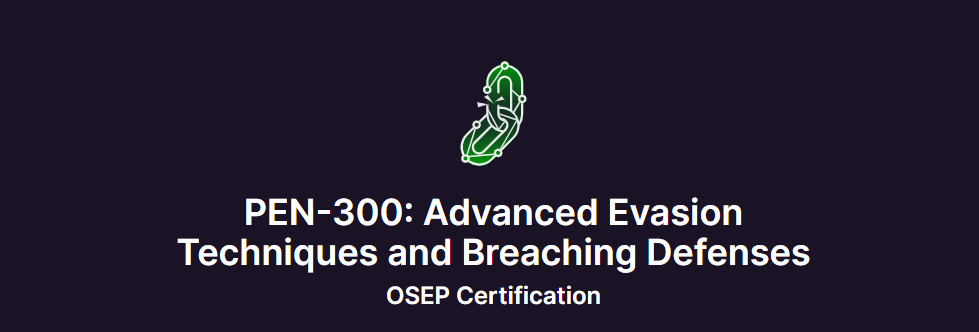 PEN-300: Advanced Evasion
Techniques and Breaching Defenses
OSEP Certification